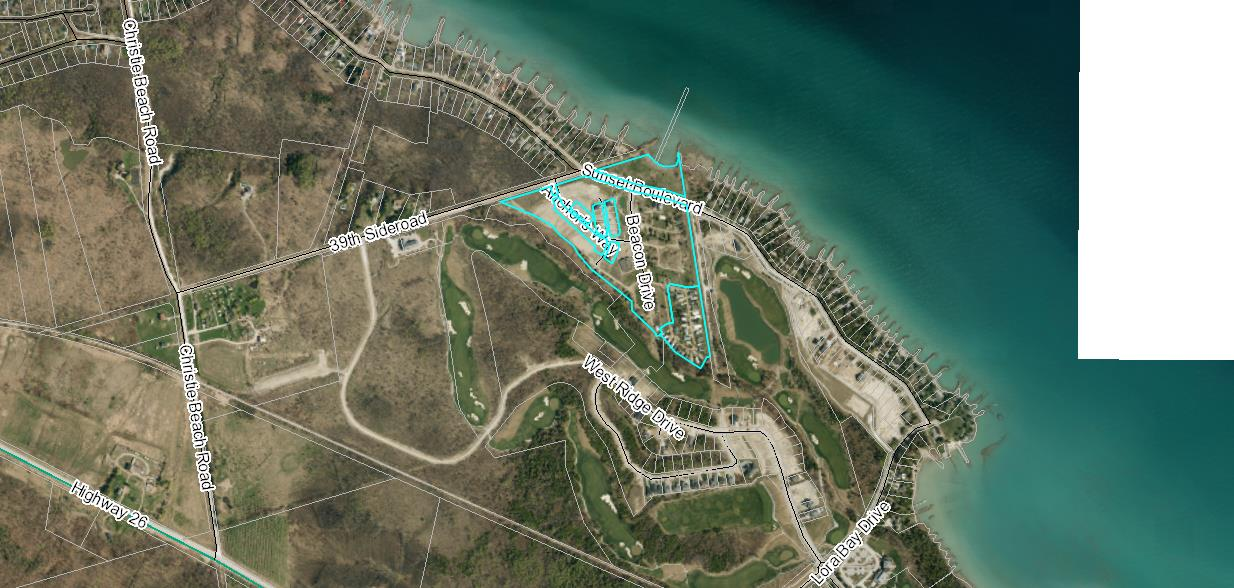 Christie Beach Road
Sunset Boulevard
Anchors Way
39th Sideroad
Beacon Drive
Christie Beach Road
West Ridge Drive
Highway 26
Lora Bay Drive